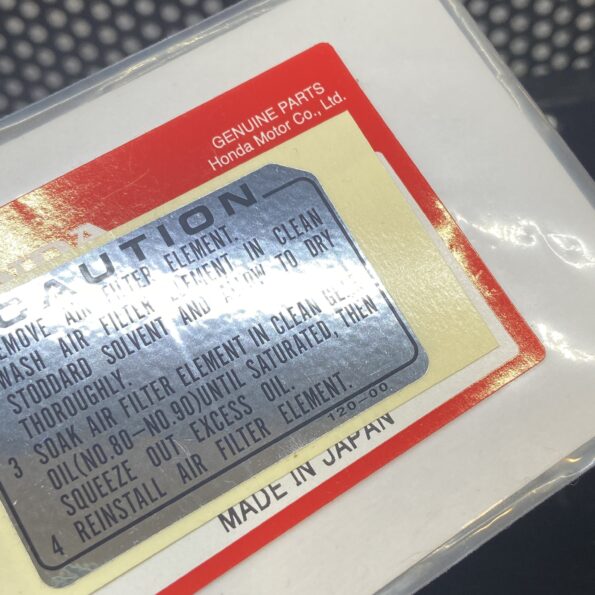 GENUINE PARTS
Honda Motor Co., Ltd.
CAUTION
EMOVE AIR FILTER ELEMENT.
WASH AIR FILTER ELEMENT IN CLEAN
STODDARD SOLVENT AND ALLOW TO DRY
THOROUGHLY.
3 SOAK AIR FILTER ELEMENT IN CLEAN GEAR
OIL(NO.80-NO.90)UNTIL SATURATED, THEN
SQUEEZE OUT EXCESS OIL.
4 REINSTALL AIR FILTER ELEMENT.
120-00
MADE IN JAPAN